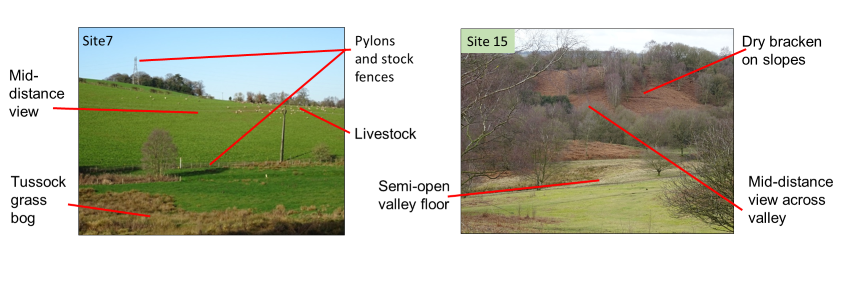 Site7
Pylons
and stock
fences
Mid-
distance
view
Livestock
Tussock
grass
bog
Site 15
Dry bracken
on slopes
Semi-open
valley floor
Mid-distance
view across
valley